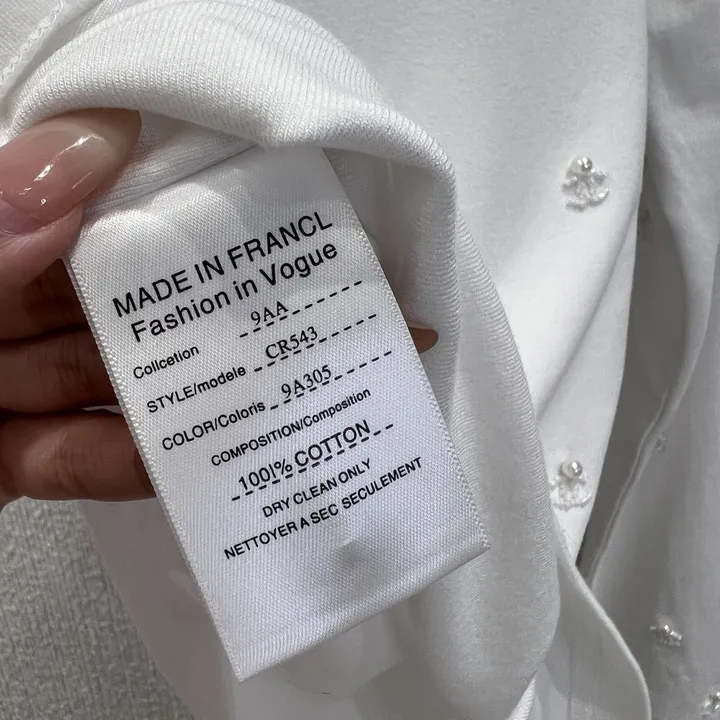 MADE IN FRANCL
Fashion in Vogue
Collcetion 9AA
STYLE/modele CR543
COLOR/Coloris 9A305
COMPOSITION/Composition
100!% COTTON
DRY CLEAN ONLY
NETTOYER A SEC SECULEMENT